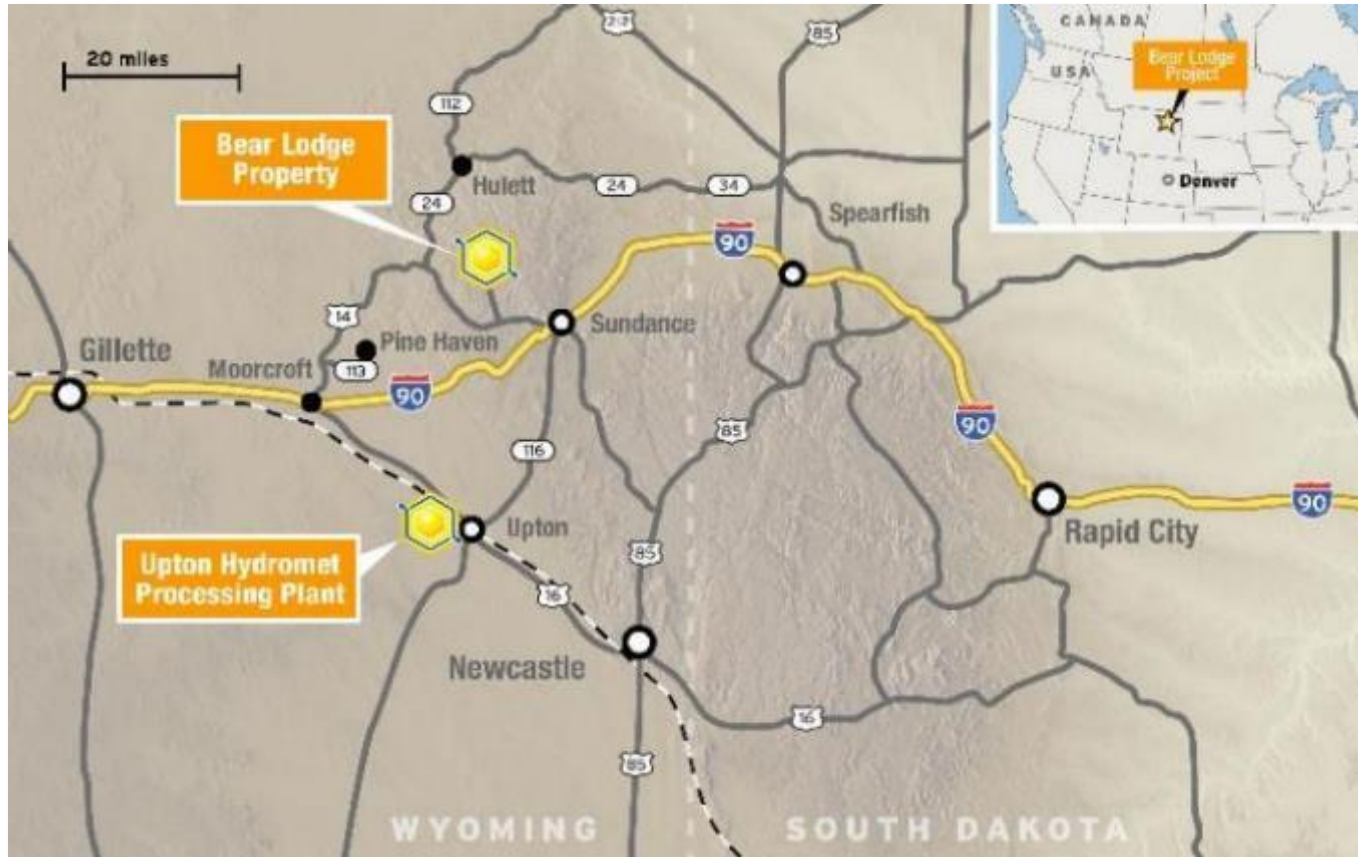 20 miles
85
CANADA
USA
Bear Lodge
Project
Denver
112
Bear Lodge
Property
Hulett
24
24
34
Spearfish
90
14
Sundance
Gillette
Pine Haven
Moorcroft
113
90
90
85
116
Upton
85
Rapid City
90
Upton Hydromet
Processing Plant
16
Newcastle
16
85
WYOMING
SOUTH DAKOTA